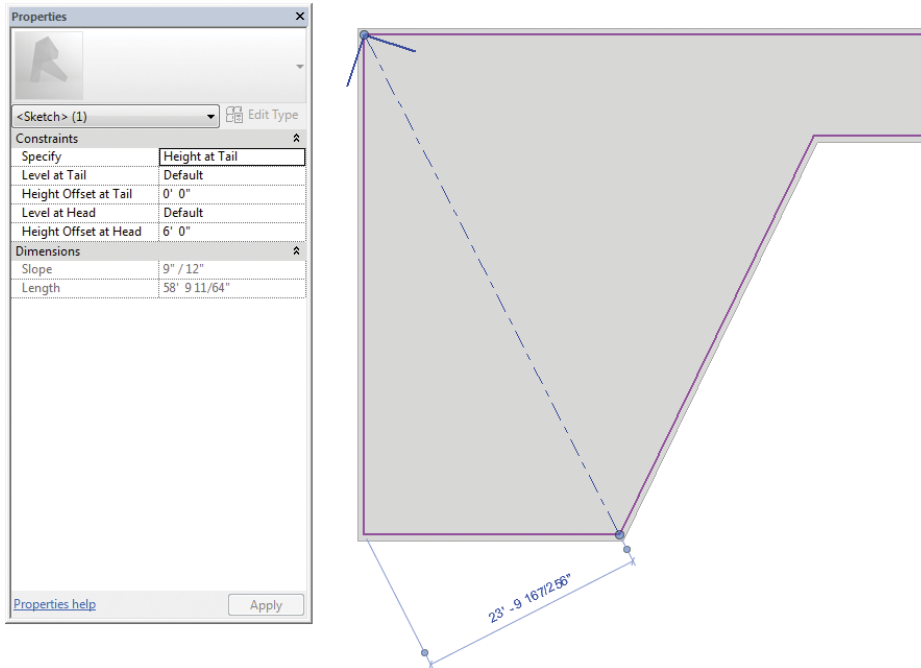 Properties
<Sketch> (1)
Edit Type
Constraints
Specify Height at Tail
Level at Tail Default
Height Offset at Tail 0' 0"
Level at Head Default
Height Offset at Head 6' 0"
Dimensions
Slope 9" / 12"
Length 58' 9 11/64"
Properties help
Apply
23' - 9 167/256"